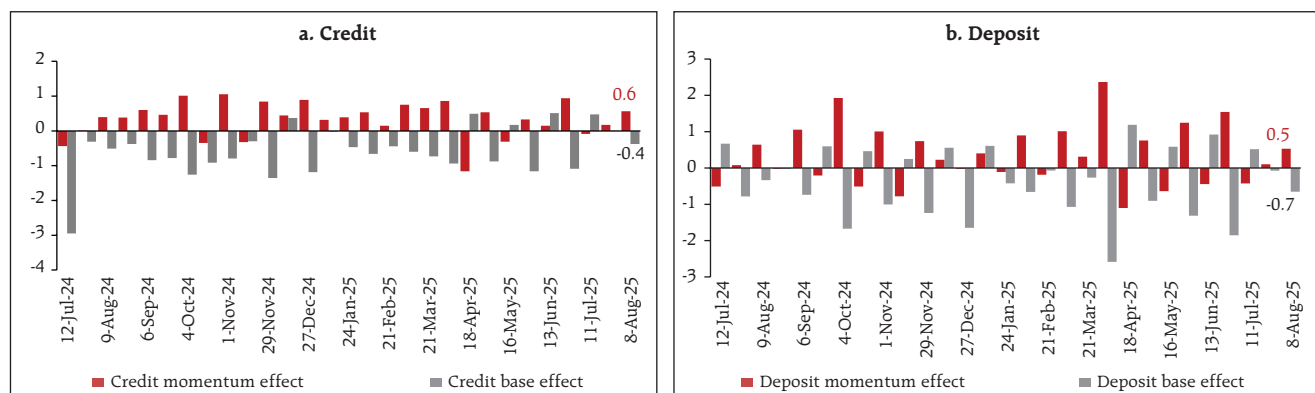 a. Credit
2
1
0
-1
-2
-3
-4
0.6
-0.4
12-Jul-24
9-Aug-24
6-Sep-24
4-Oct-24
1-Nov-24
29-Nov-24
27-Dec-24
24-Jan-25
21-Feb-25
21-Mar-25
18-Apr-25
16-May-25
13-Jun-25
11-Jul-25
8-Aug-25
Credit momentum effect
Credit base effect
b. Deposit
3
2
1
0
-1
-2
-3
0.5
-0.7
12-Jul-24
9-Aug-24
6-Sep-24
4-Oct-24
1-Nov-24
29-Nov-24
27-Dec-24
24-Jan-25
21-Feb-25
21-Mar-25
18-Apr-25
16-May-25
13-Jun-25
11-Jul-25
8-Aug-25
Deposit momentum effect
Deposit base effect